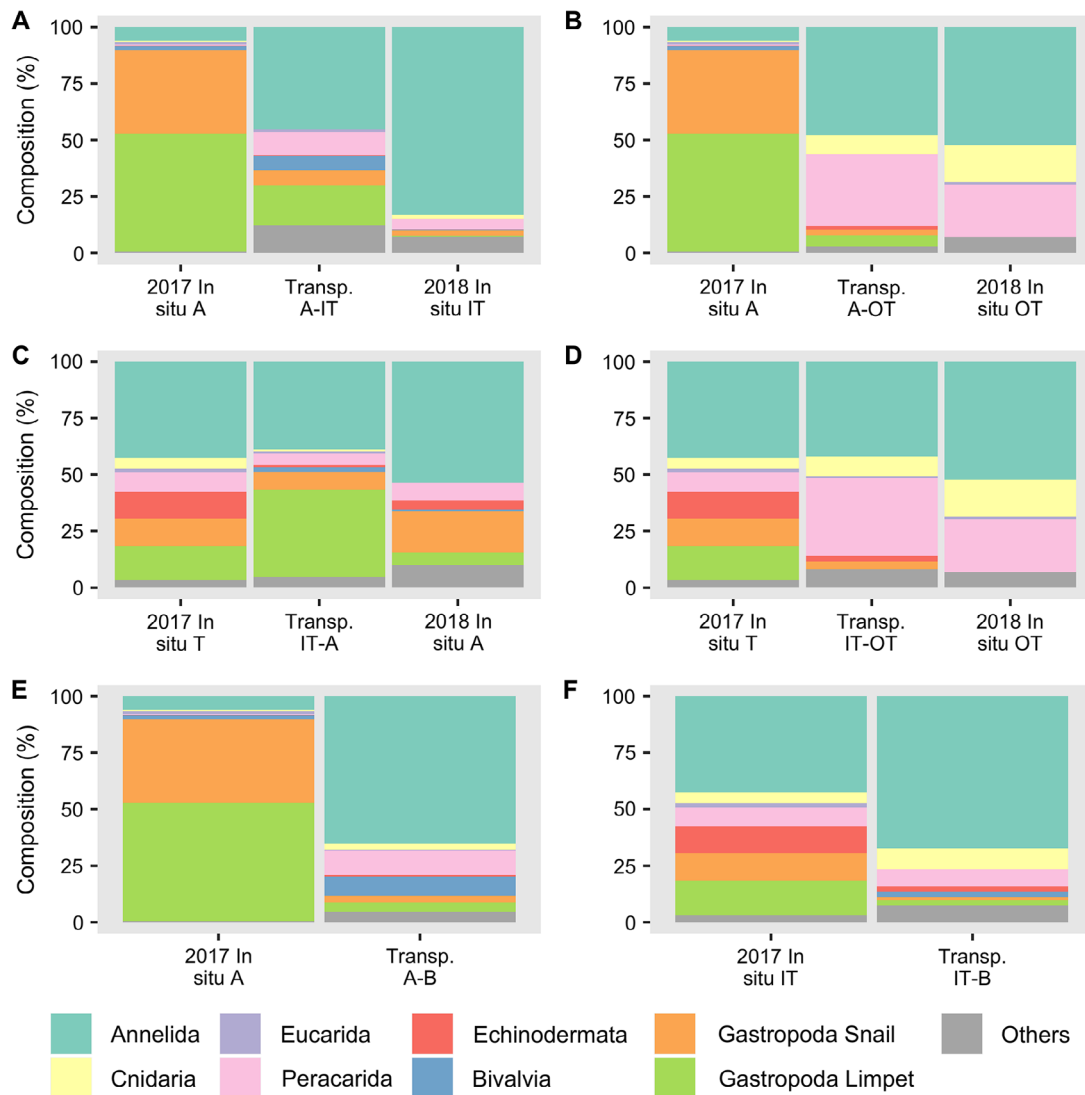 A
B
Composition (%)
100
75
50
25
0
100
75
50
25
0
2017 In
situ A
Transp.
A-IT
2018 In
situ IT
2017 In
situ A
Transp.
A-OT
2018 In
situ OT
C
D
Composition (%)
100
75
50
25
0
100
75
50
25
0
2017 In
situ T
Transp.
IT-A
2018 In
situ A
2017 In
situ T
Transp.
IT-OT
2018 In
situ OT
E
F
Composition (%)
100
75
50
25
0
100
75
50
25
0
2017 In
situ A
Transp.
A-B
2017 In
situ IT
Transp.
IT-B
Annelida
Eucarida
Echinodermata
Gastropoda Snail
Others
Cnidaria
Peracarida
Bivalvia
Gastropoda Limpet